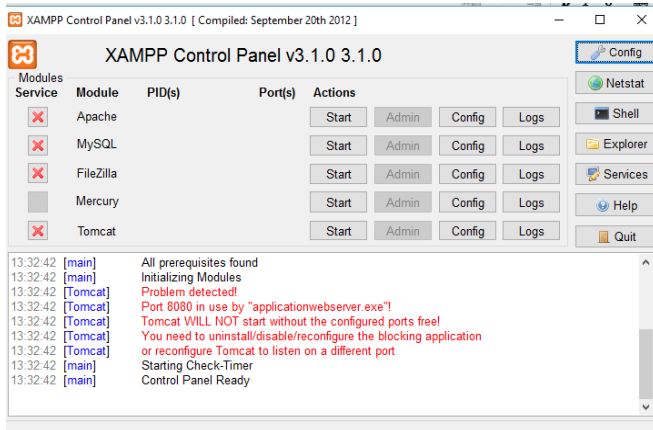 XAMPP Control Panel v3.1.0 3.1.0 [ Compiled: September 20th 2012 ]
XAMPP Control Panel v3.1.0 3.1.0
Config
Modules
Netstat
Service Module PID(s) Port(s) Actions
Apache Start Admin Config Logs
Shell
MySQL Start Admin Config Logs
Explorer
FileZilla Start Admin Config Logs
Services
Mercury Start Admin Config Logs
Help
Tomcat Start Admin Config Logs
Quit
13:32:42 [main] All prerequisites found
13:32:42 [main] Initializing Modules
13:32:42 [Tomcat] Problem detected!
13:32:42 [Tomcat] Port 8080 in use by "applicationwebserver.exe"!
13:32:42 [Tomcat] Tomcat WILL NOT start without the configured ports free!
13:32:42 [Tomcat] You need to uninstall/disable/reconfigure the blocking application
13:32:42 [Tomcat] or reconfigure Tomcat to listen on a different port
13:32:42 [main] Starting Check-Timer
13:32:42 [main] Control Panel Ready